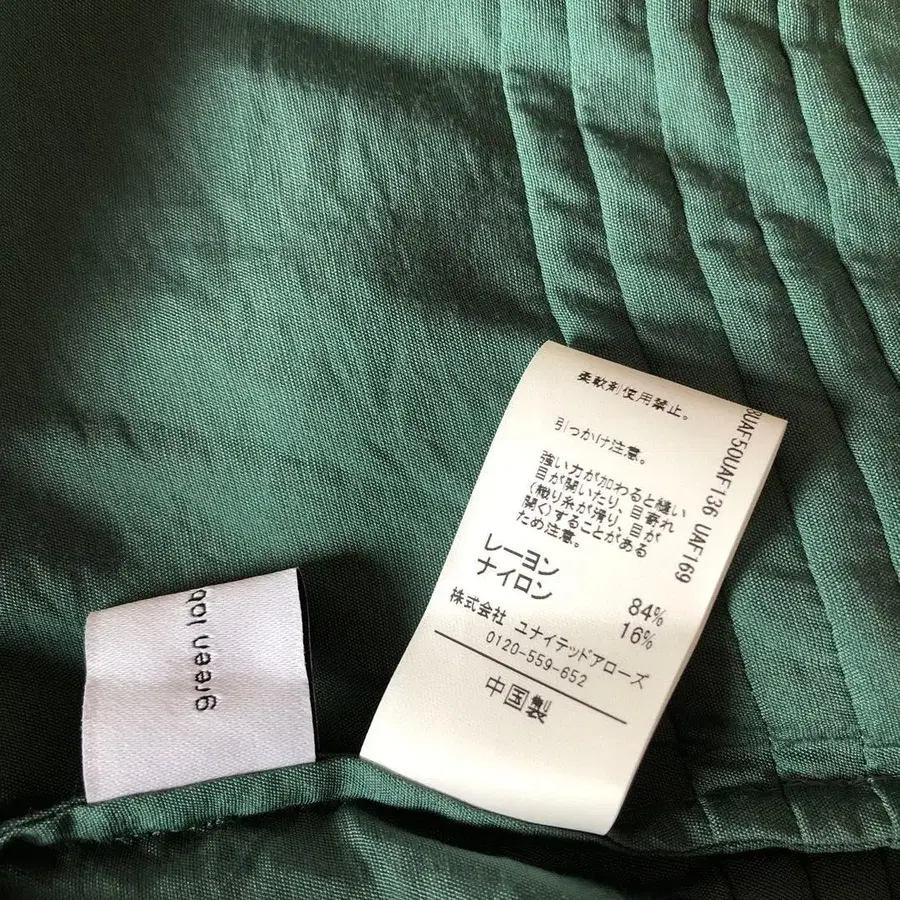 柔軟剤使用禁止。
引っかけ注意。
強い力が加わると縫い
目が開いたり、目寄れ
(織り糸が滑り、目が
開く)することがある
ため注意。
レーヨン 84%
ナイロン 16%
株式会社 ユナイテッドアローズ
0120-559-652
中国製
UAF50UAF136 UAF169
green lab